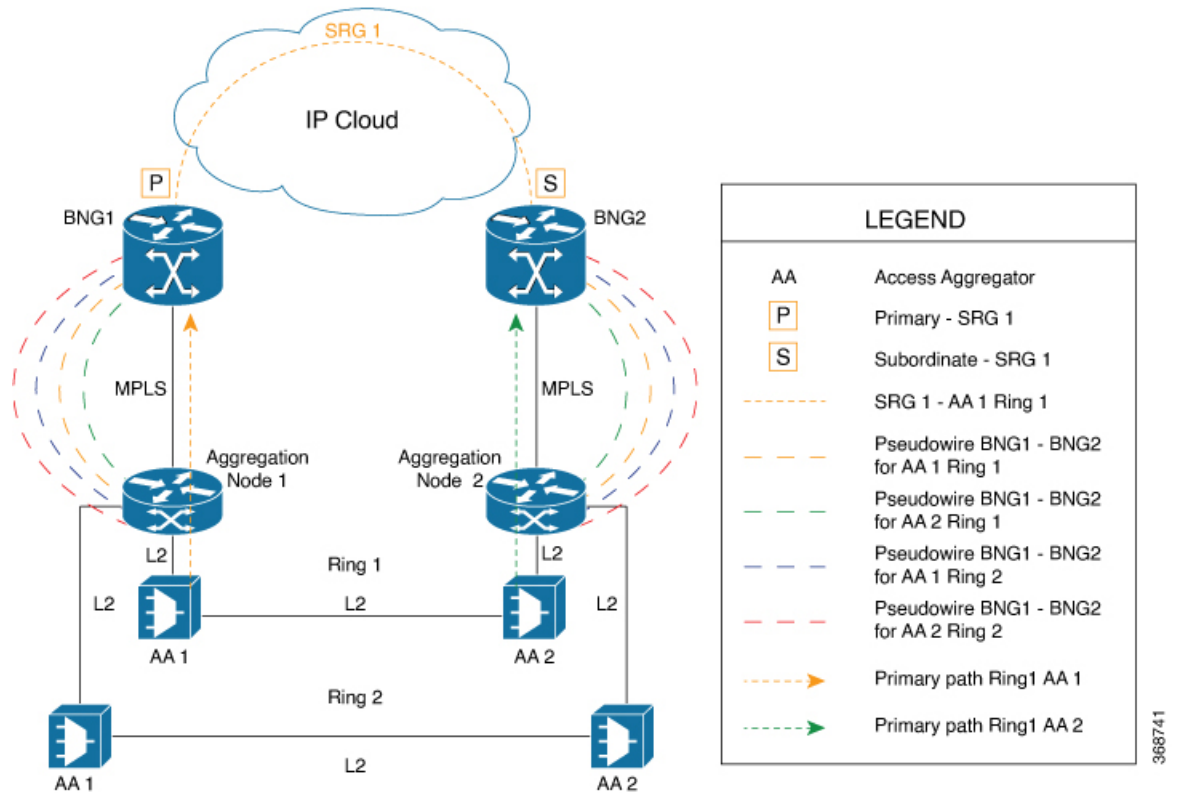 SRG 1
IP Cloud
P
S
BNG1
BNG2
MPLS
MPLS
Aggregation
Node 1
Aggregation
Node 2
L2
L2
Ring 1
L2
L2
L2
AA 1
AA 2
Ring 2
L2
AA 1
AA 2
LEGEND
AA Access Aggregator
P Primary - SRG 1
S Subordinate - SRG 1
SRG 1 - AA 1 Ring 1
Pseudowire BNG1 - BNG2
for AA 1 Ring 1
Pseudowire BNG1 - BNG2
for AA 2 Ring 1
Pseudowire BNG1 - BNG2
for AA 1 Ring 2
Pseudowire BNG1 - BNG2
for AA 2 Ring 2
Primary path Ring1 AA 1
Primary path Ring1 AA 2
368741